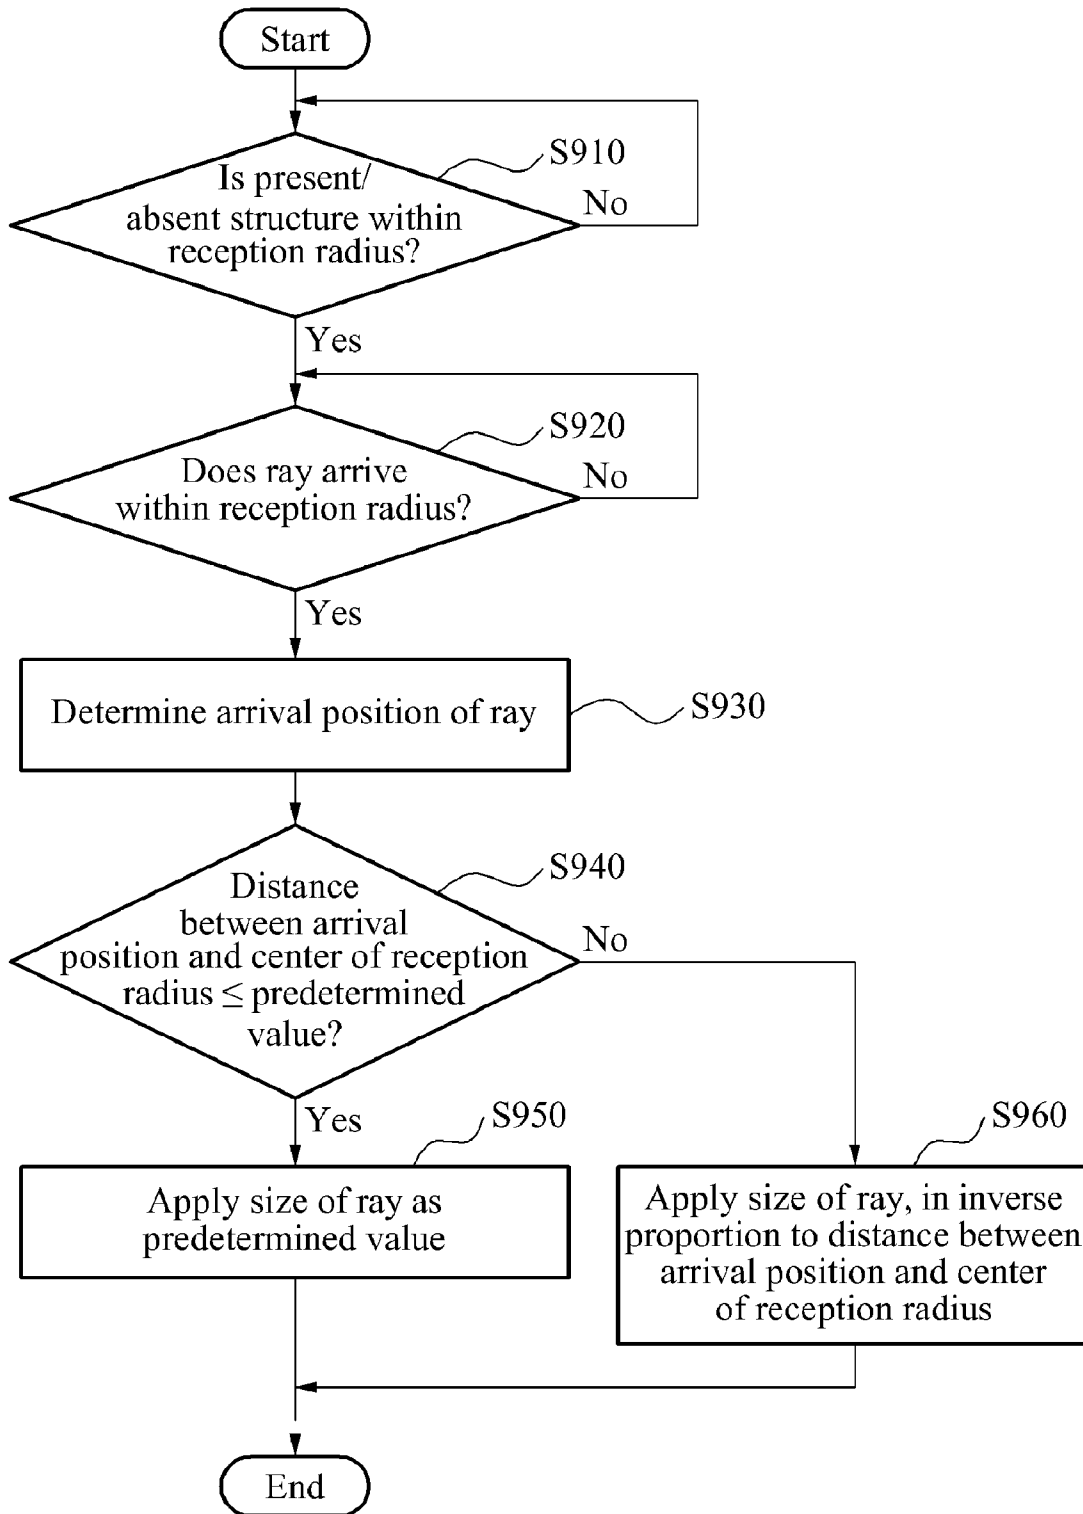 Start
S910
Is present/
absent structure within
reception radius?
No
Yes
S920
Does ray arrive
within reception radius?
No
Yes
Determine arrival position of ray
S930
S940
Distance
between arrival
position and center of reception
radius ≤ predetermined
value?
No
Yes
S950
Apply size of ray as
predetermined value
S960
Apply size of ray, in inverse
proportion to distance between
arrival position and center
of reception radius
End